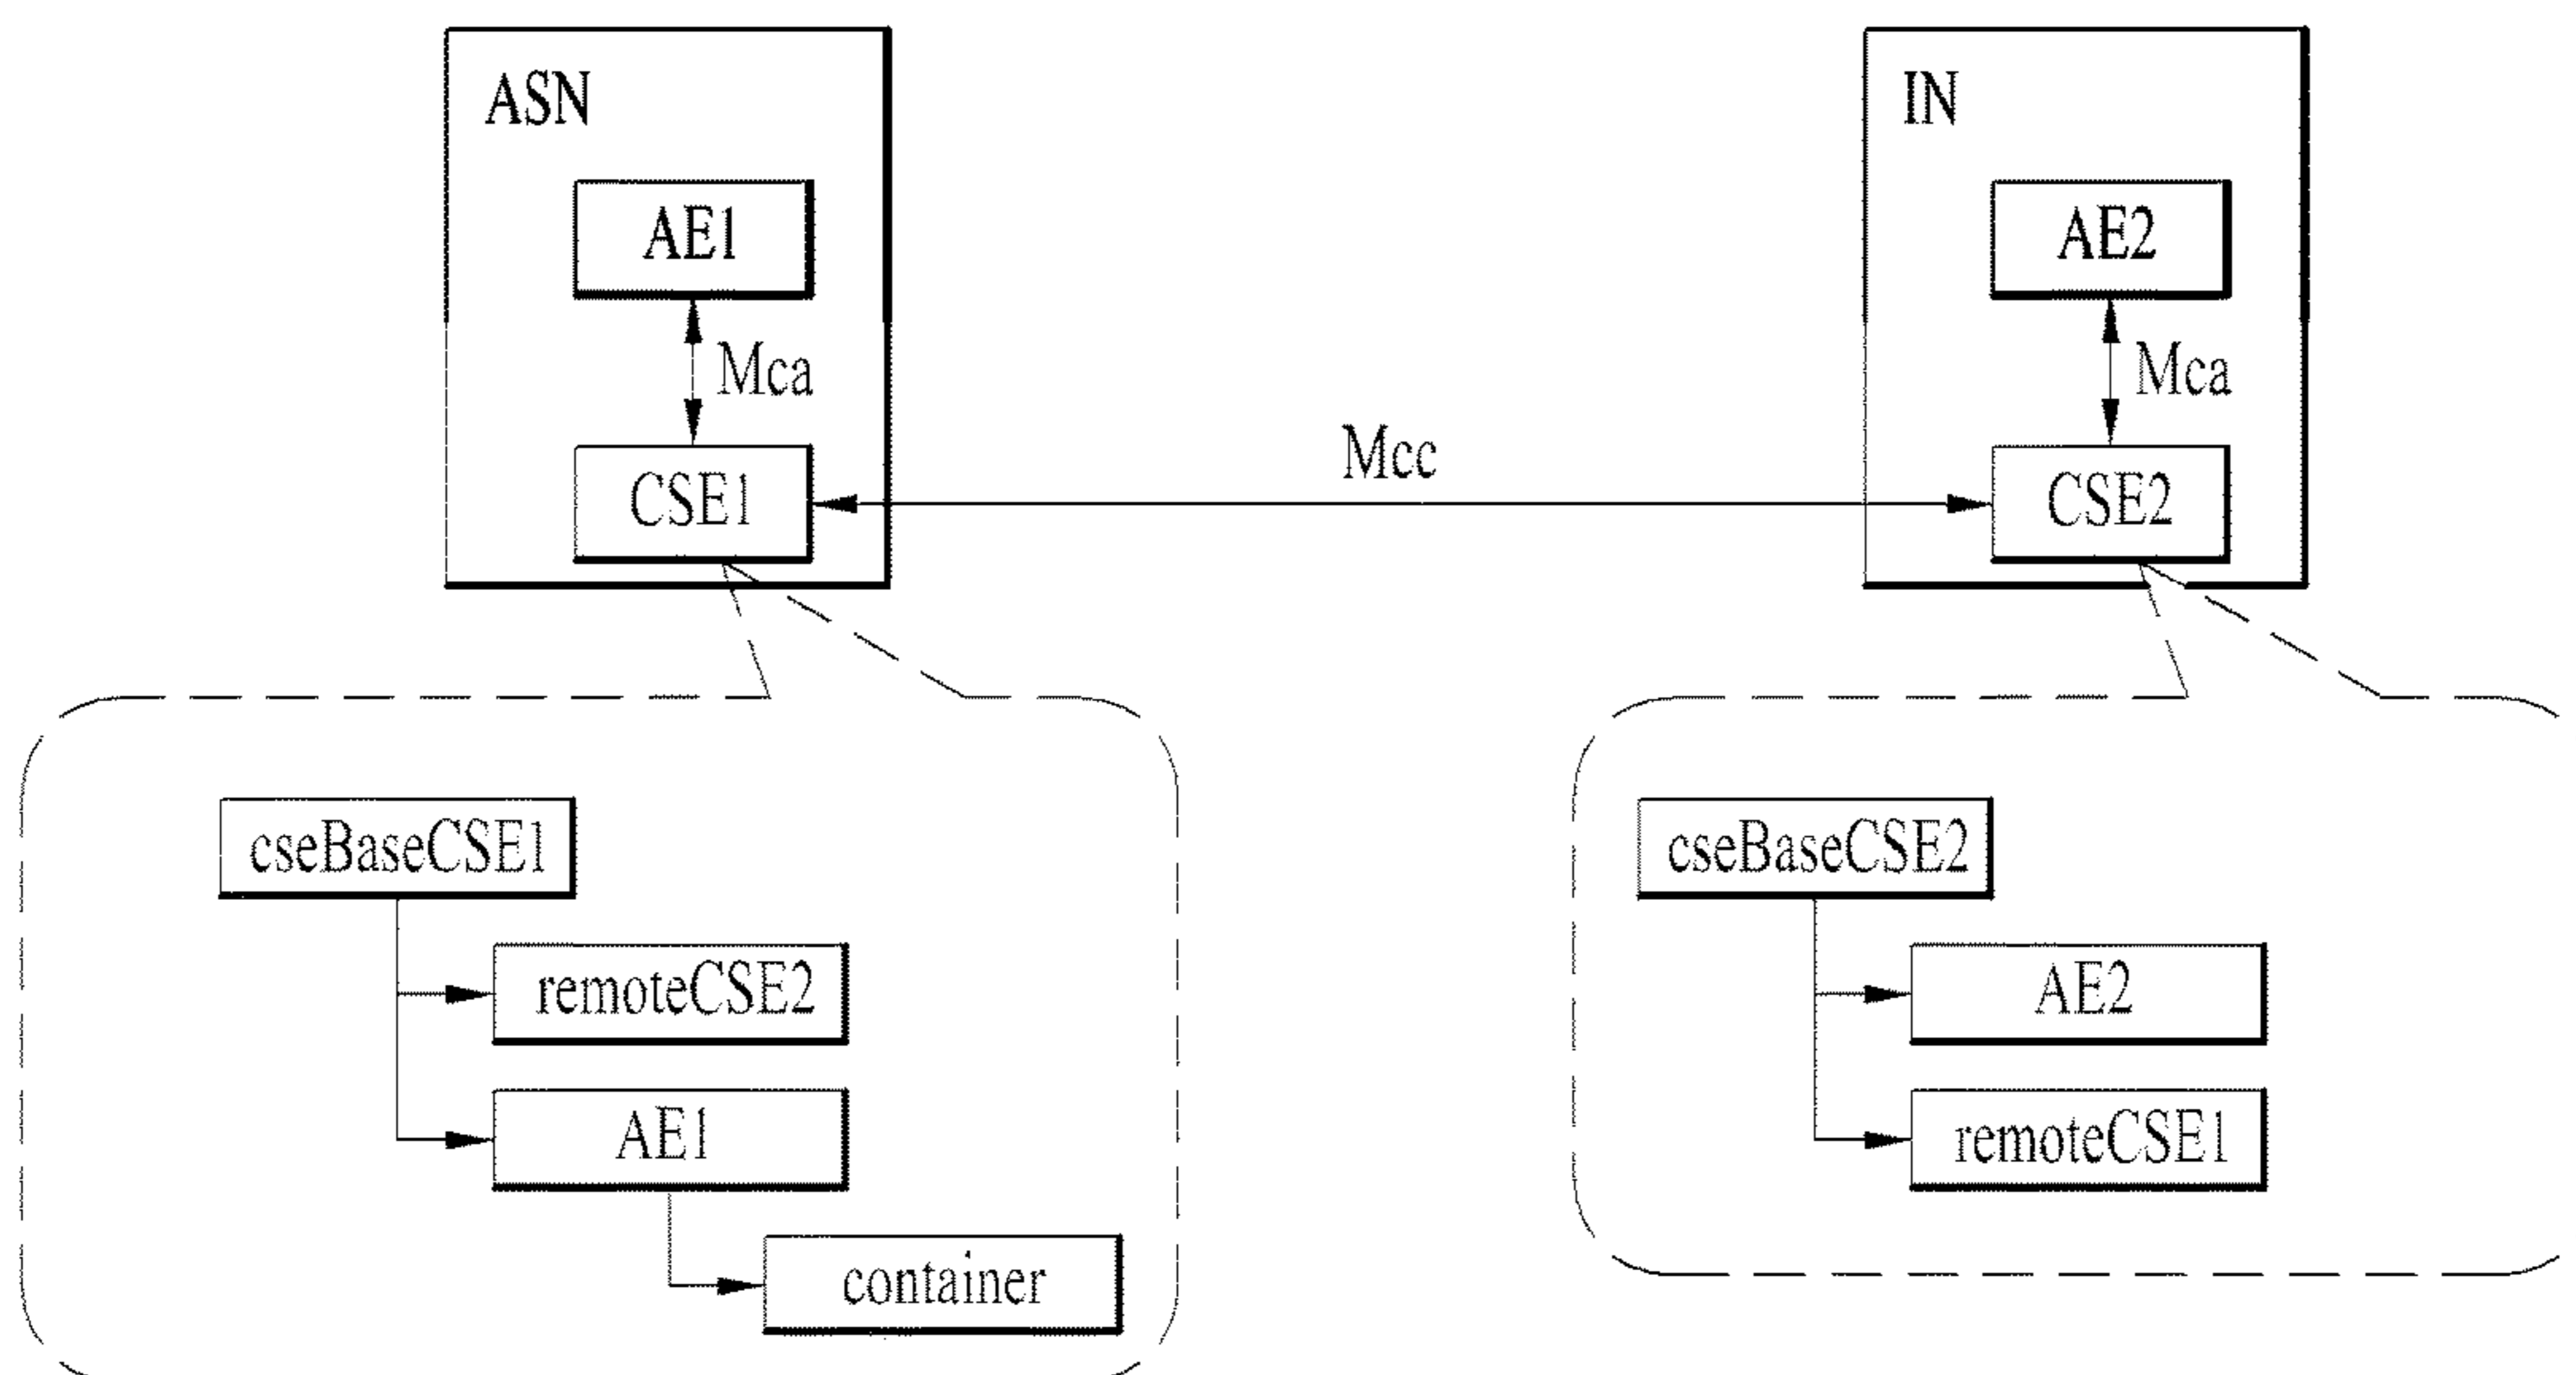 ASN
AE1
Mca
CSE1
Mcc
IN
AE2
Mca
CSE2
cseBaseCSE1
remoteCSE2
AE1
container
cseBaseCSE2
AE2
remoteCSE1